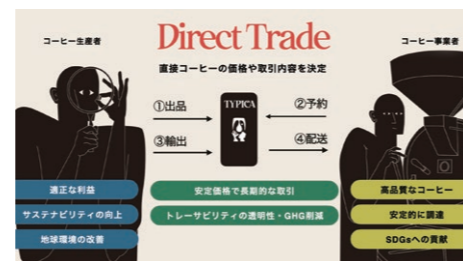 Direct Trade
コーヒー生産者
コーヒー事業者
直接コーヒーの価格や取引内容を決定
①出品
TYPICA
②予約
③輸出
④配送
適正な利益
サステナビリティの向上
地球環境の改善
安定価格で長期的な取引
トレーサビリティの透明性・GHG削減
高品質なコーヒー
安定的に調達
SDGsへの貢献